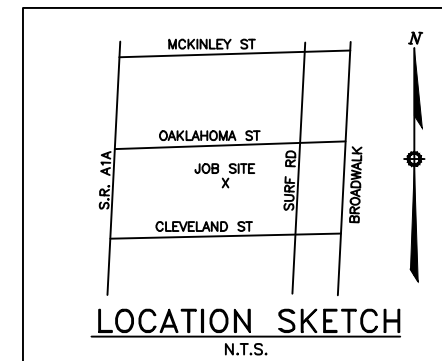 MCKINLEY ST
N
OAKLAHOMA ST
S.R. A1A
JOB SITE
X
SURF RD
BROADWALK
CLEVELAND ST
LOCATION SKETCH
N.T.S.